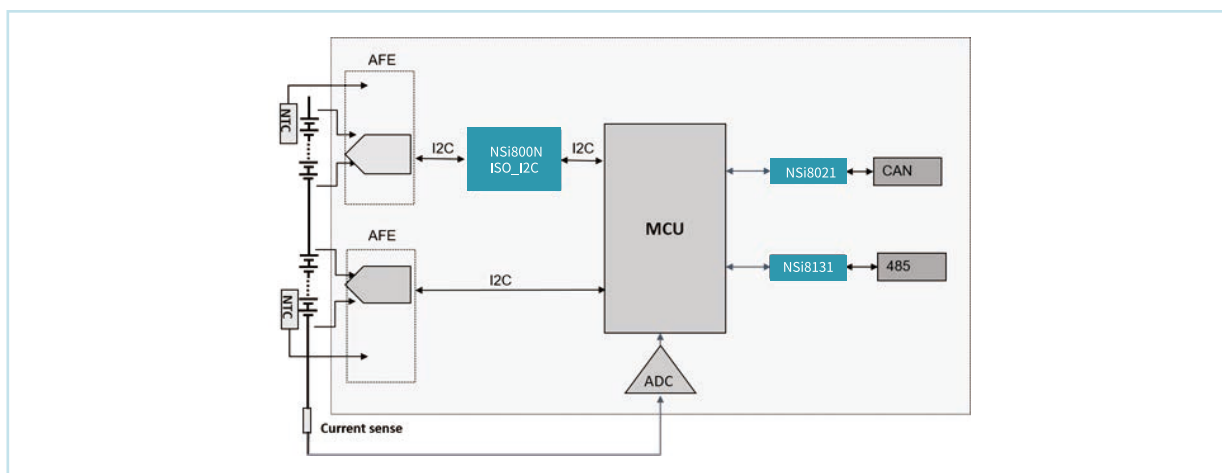 AFE
NTC
I2C
NSi800N
ISO_I2C
I2C
NSi8021
CAN
MCU
AFE
NTC
I2C
NSi8131
485
ADC
Current sense